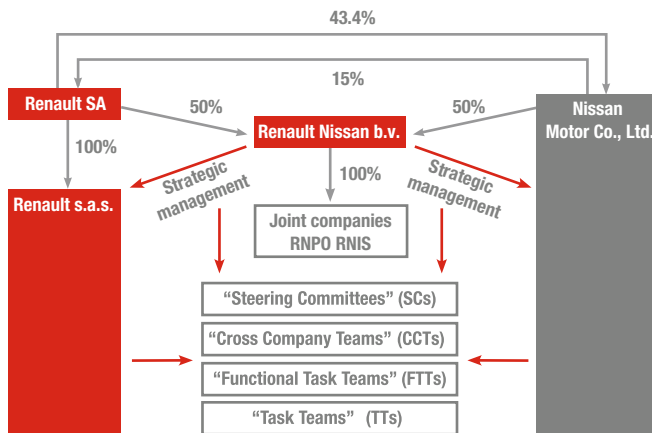 43.4%
15%
Renault SA
50%
Renault Nissan b.v.
50%
Nissan
Motor Co., Ltd.
100%
Strategic
management
100%
Strategic
management
Renault s.a.s.
Joint companies
RNPO RNIS
“Steering Committees” (SCs)
“Cross Company Teams” (CCTs)
“Functional Task Teams” (FTTs)
“Task Teams” (TTs)